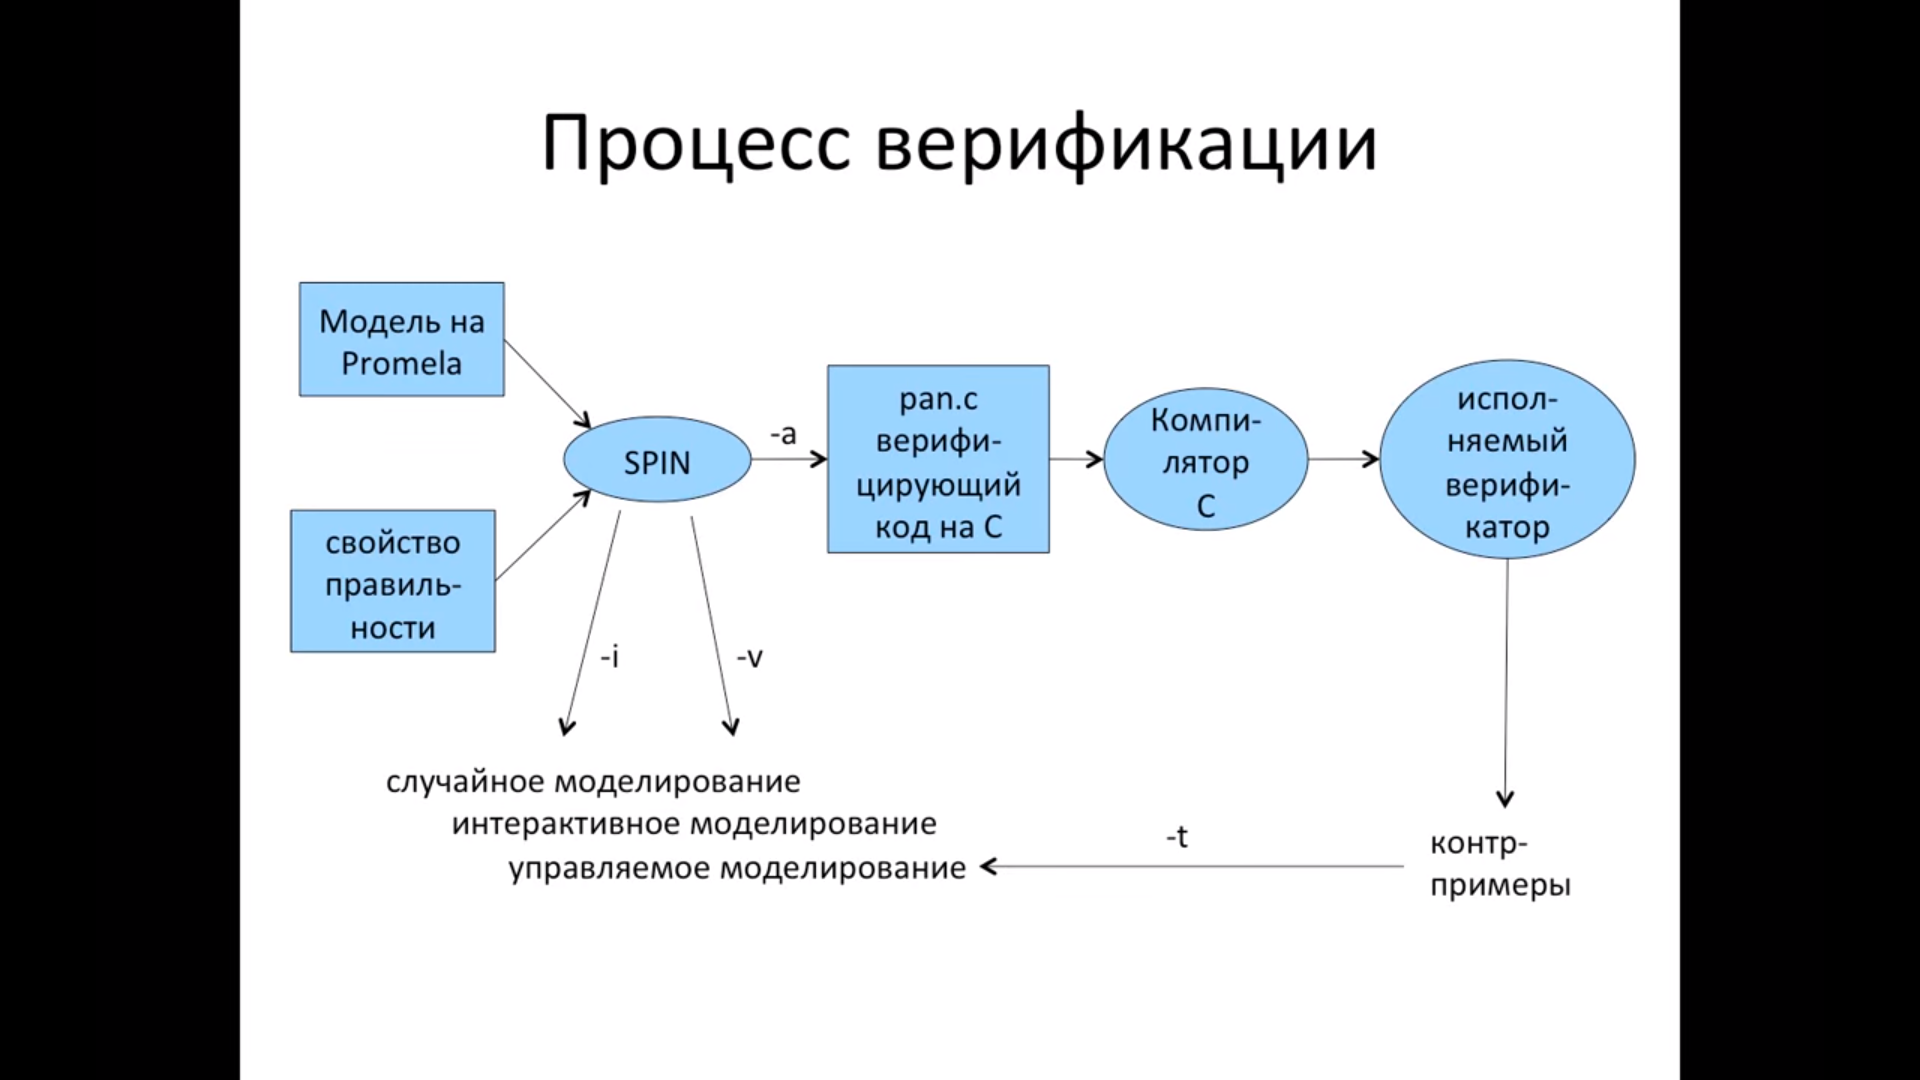 Процесс верификации
Модель на
Promela
свойство
правиль-
ности
SPIN
-a
pan.c
верифи-
цирующий
код на C
Компи-
лятор
C
испол-
няемый
верифи-
катор
-i
-v
случайное моделирование
интерактивное моделирование
управляемое моделирование
-t
контр-
примеры